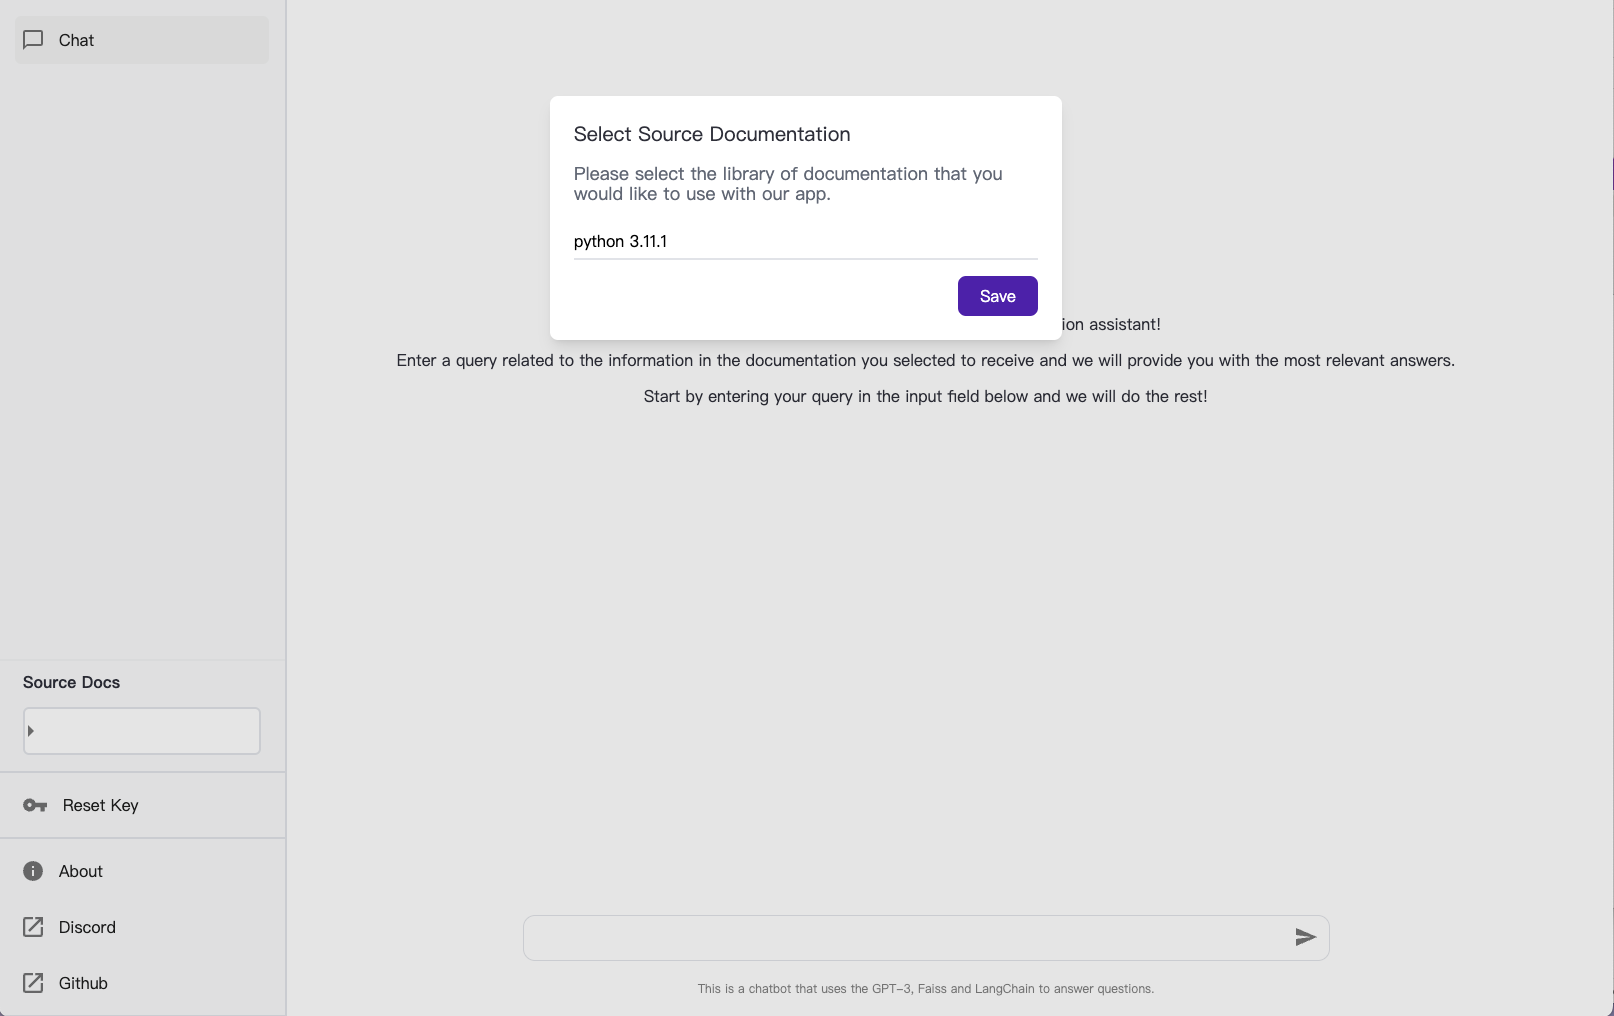 Chat
Select Source Documentation
Please select the library of documentation that you
would like to use with our app.
python 3.11.1
Save
ion assistant!
Enter a query related to the information in the documentation you selected to receive and we will provide you with the most relevant answers.
Start by entering your query in the input field below and we will do the rest!
Source Docs
Reset Key
About
Discord
Github
This is a chatbot that uses the GPT-3, Faiss and LangChain to answer questions.